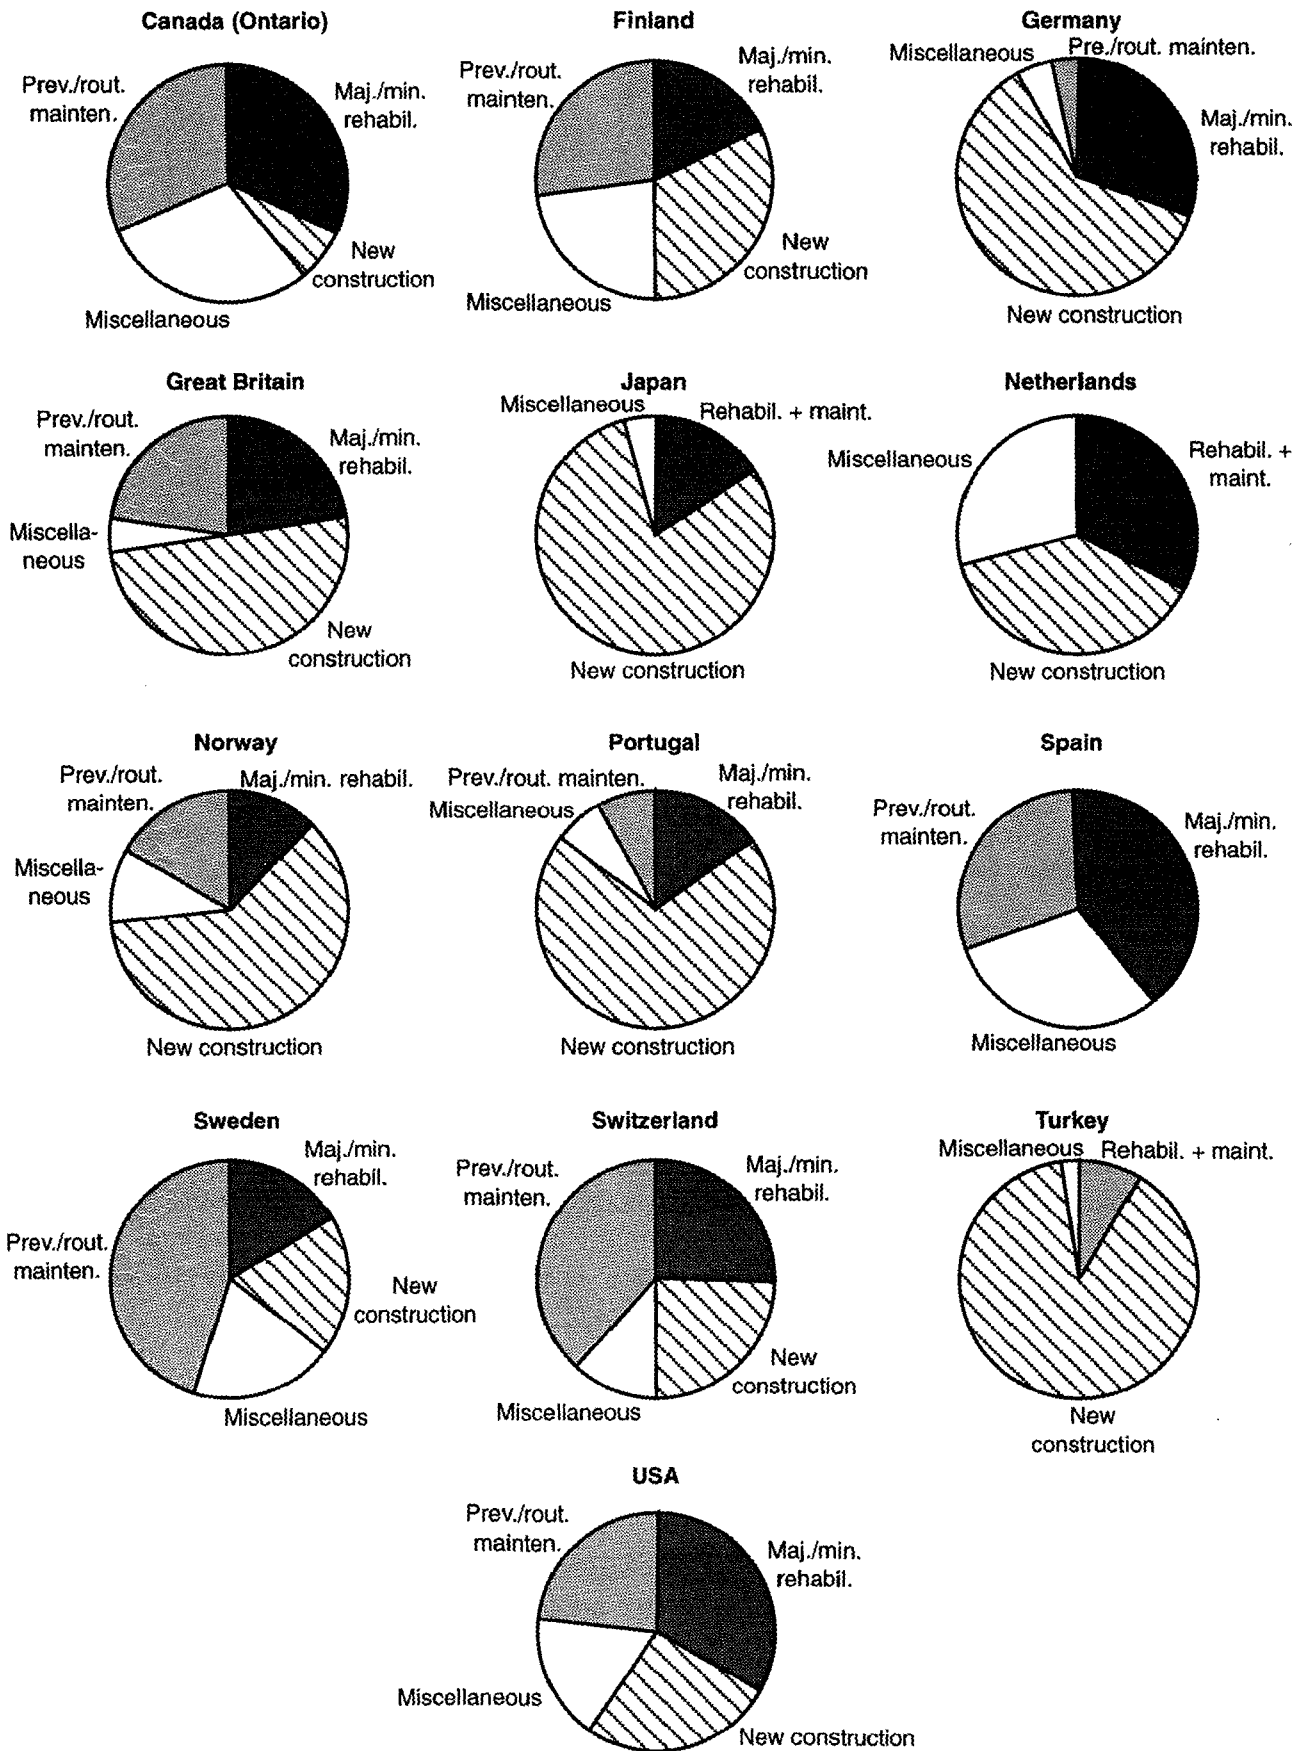 Canada (Ontario)
Prev./rout.
mainten.
Maj./min.
rehabil.
New
construction
Miscellaneous
Finland
Prev./rout.
mainten.
Maj./min.
rehabil.
New
construction
Miscellaneous
Germany
Miscellaneous
Pre./rout. mainten.
Maj./min.
rehabil.
New construction
Great Britain
Prev./rout.
mainten.
Maj./min.
rehabil.
Miscella-
neous
New
construction
Japan
Miscellaneous
Rehabil. + maint.
New construction
Netherlands
Miscellaneous
Rehabil. +
maint.
New construction
Norway
Prev./rout.
mainten.
Maj./min. rehabil.
Miscella-
neous
New construction
Portugal
Prev./rout. mainten.
Miscellaneous
Maj./min.
rehabil.
New construction
Spain
Prev./rout.
mainten.
Maj./min.
rehabil.
Miscellaneous
Sweden
Maj./min.
rehabil.
Prev./rout.
mainten.
New
construction
Miscellaneous
Switzerland
Prev./rout.
mainten.
Maj./min.
rehabil.
New
construction
Miscellaneous
Turkey
Miscellaneous
Rehabil. + maint.
New
construction
USA
Prev./rout.
mainten.
Maj./min.
rehabil.
Miscellaneous
New construction